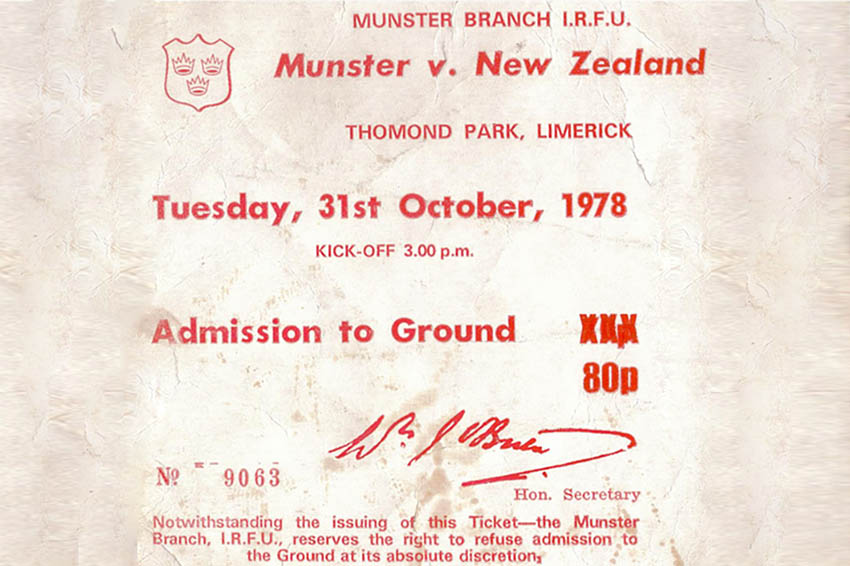 MUNSTER BRANCH I.R.F.U.
Munster v. New Zealand
THOMOND PARK, LIMERICK
Tuesday, 31st October, 1978
KICK-OFF 3.00 p.m.
Admission to Ground
80p
Wm J O'Brien
№ 9063
Hon. Secretary
Notwithstanding the issuing of this Ticket—the Munster
Branch, I.R.F.U., reserves the right to refuse admission to
the Ground at its absolute discretion.